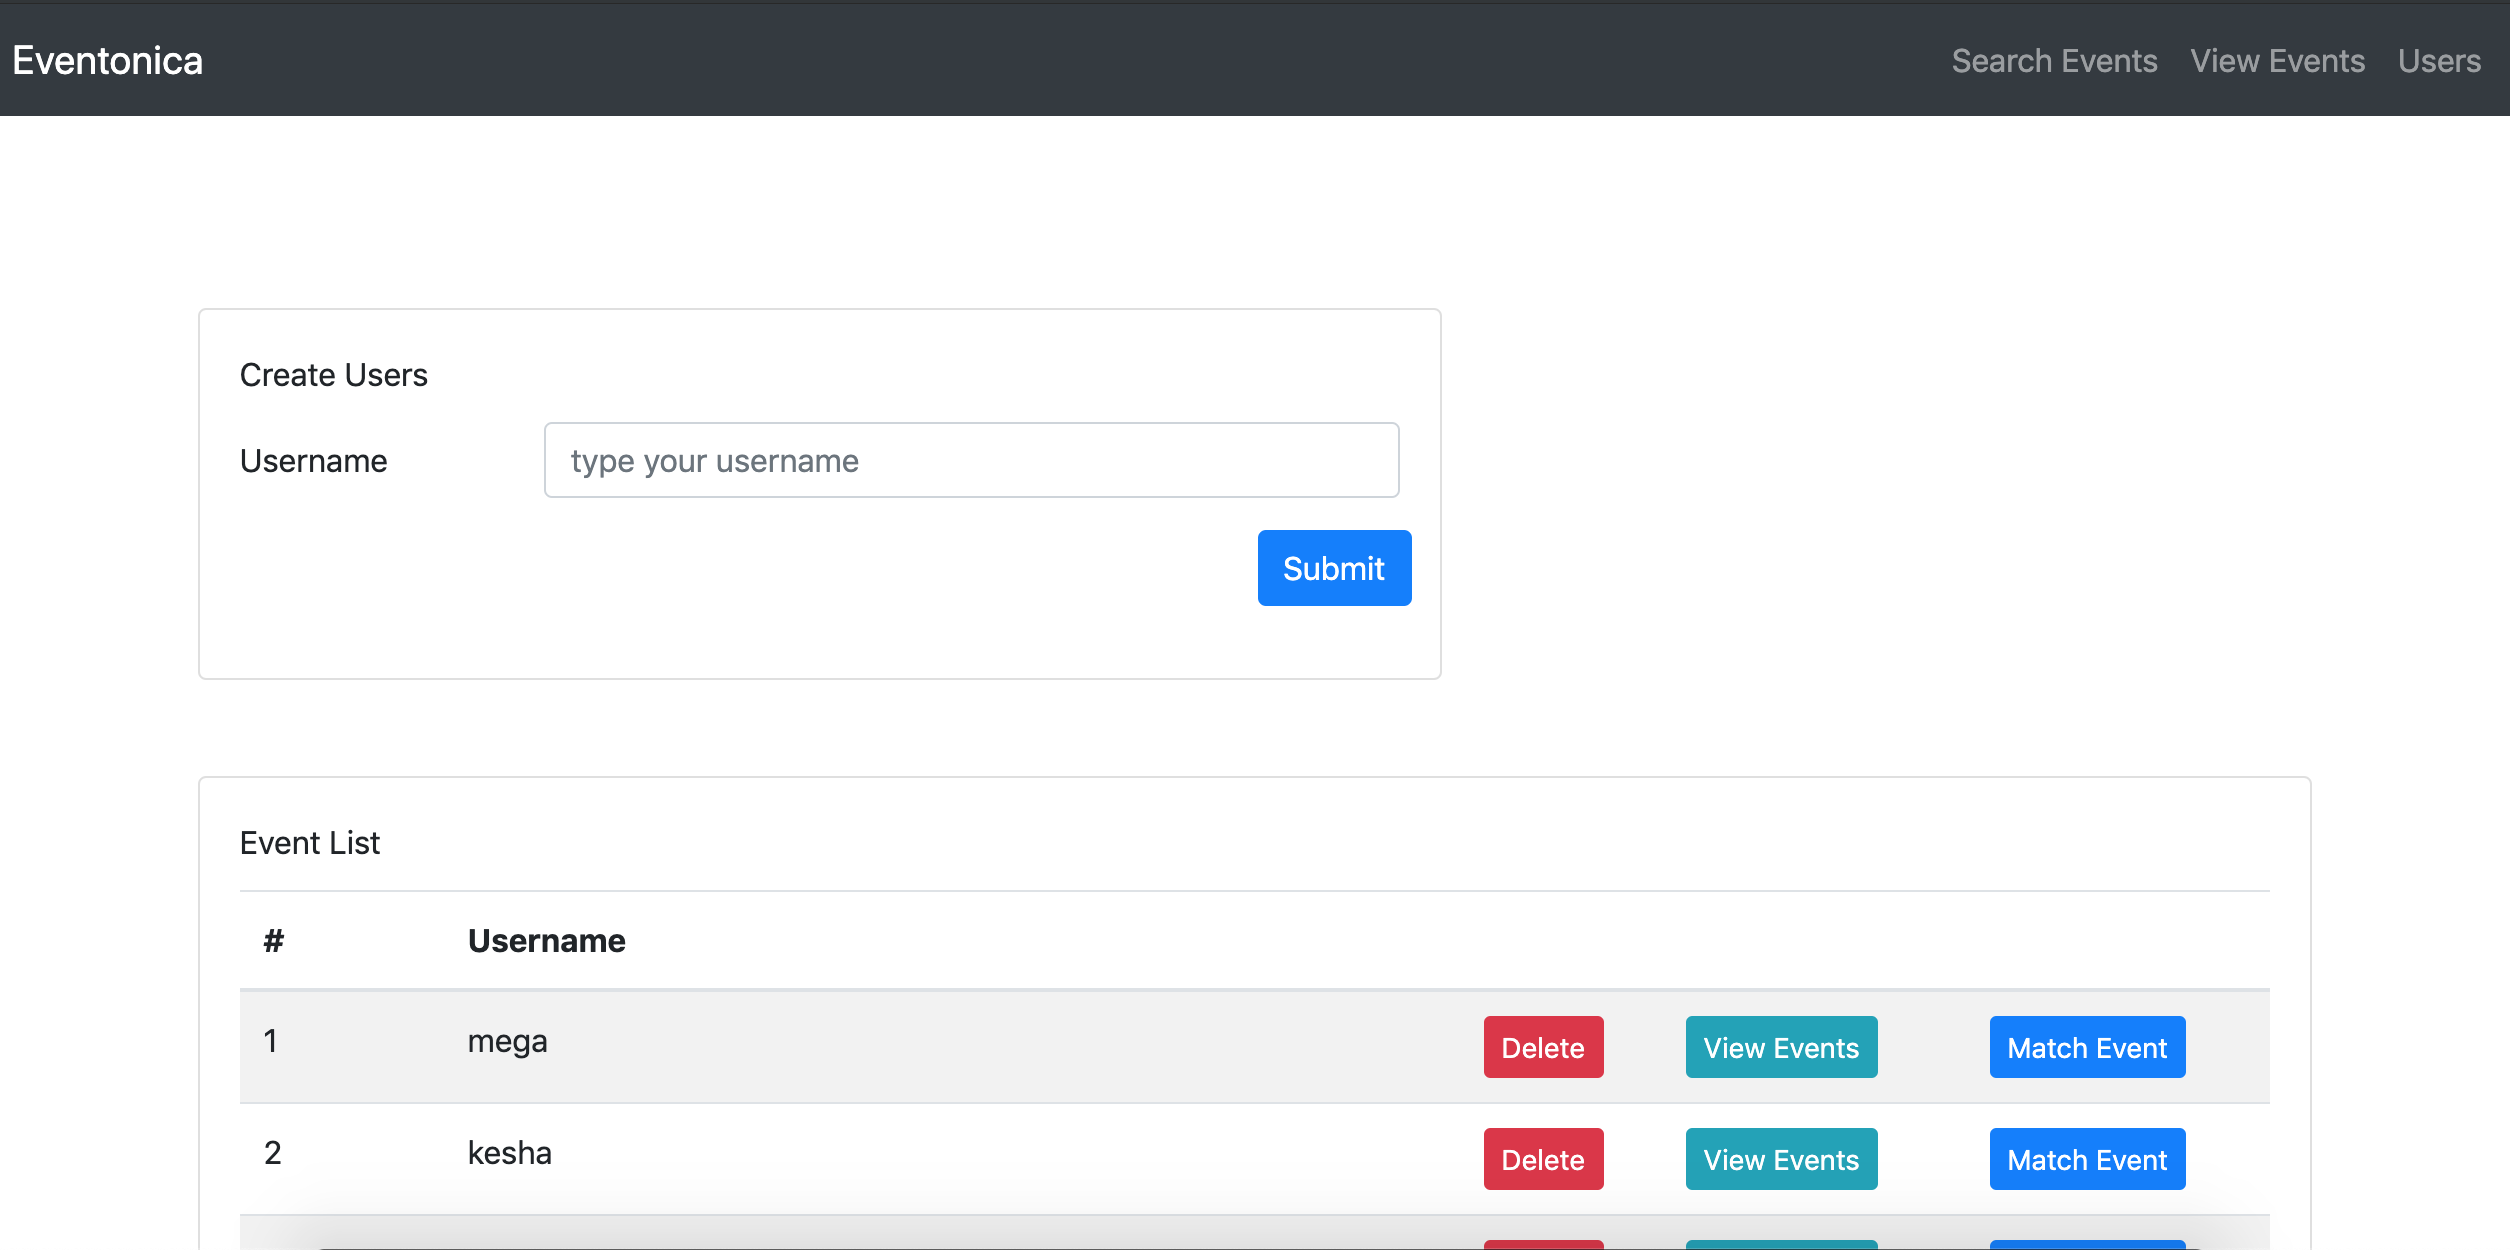 Eventonica Search Events View Events Users
Create Users
Username type your username
Submit
Event List
# Username
1 mega Delete View Events Match Event
2 kesha Delete View Events Match Event